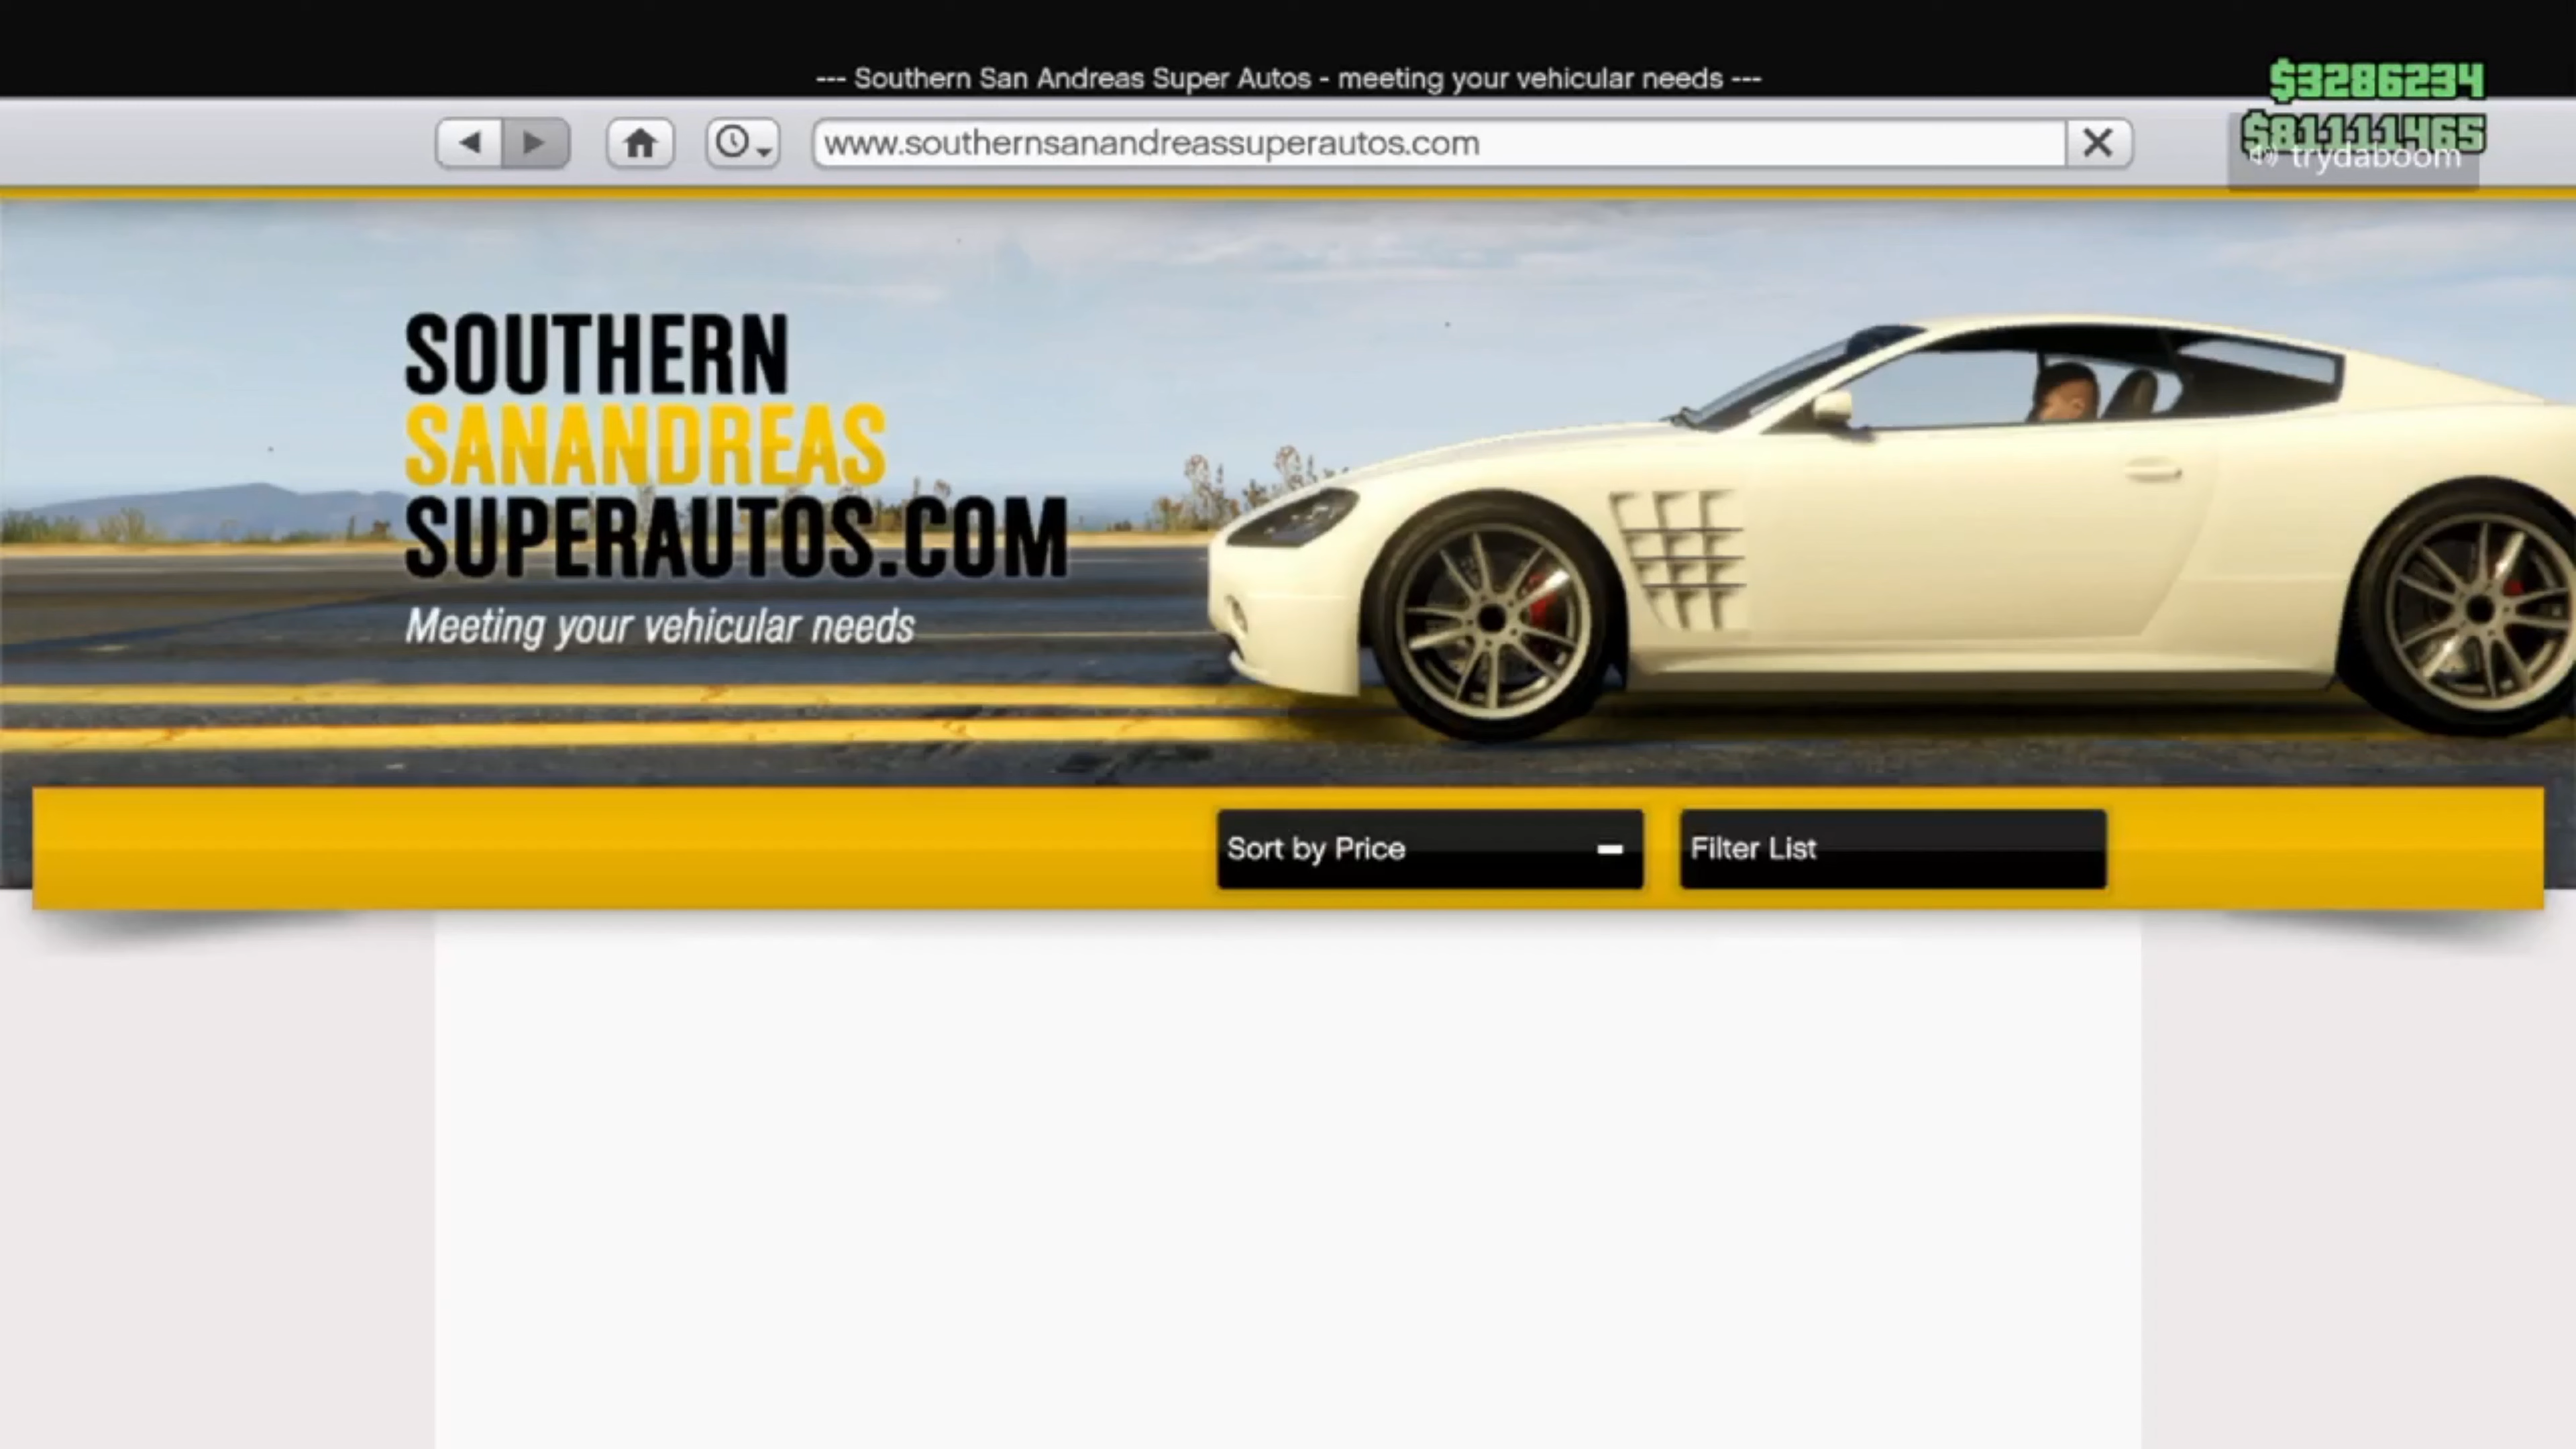 --- Southern San Andreas Super Autos - meeting your vehicular needs ---
$3286234
$81111465
www.southernsanandreassuperautos.com
trydaboom
SOUTHERN
SANANDREAS
SUPERAUTOS.COM
Meeting your vehicular needs
Sort by Price
Filter List